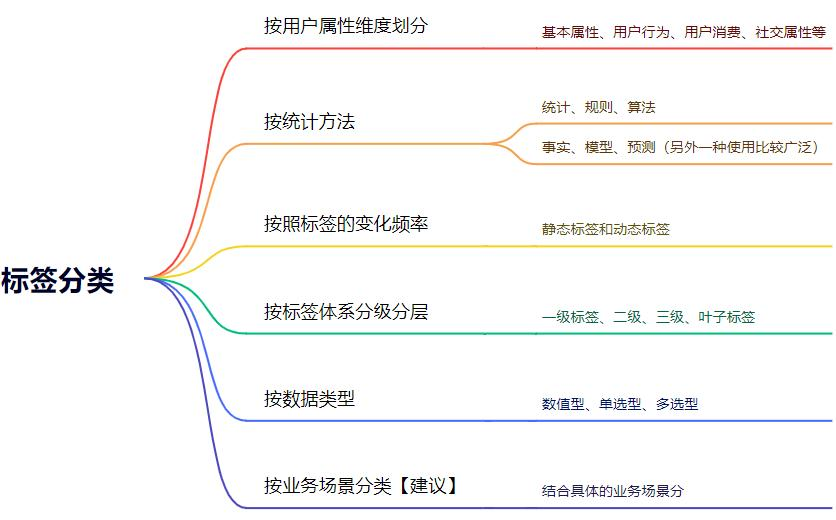 标签分类
按用户属性维度划分
基本属性、用户行为、用户消费、社交属性等
按统计方法
统计、规则、算法
事实、模型、预测（另外一种使用比较广泛）
按照标签的变化频率
静态标签和动态标签
按标签体系分级分层
一级标签、二级、三级、叶子标签
按数据类型
数值型、单选型、多选型
按业务场景分类【建议】
结合具体的业务场景分